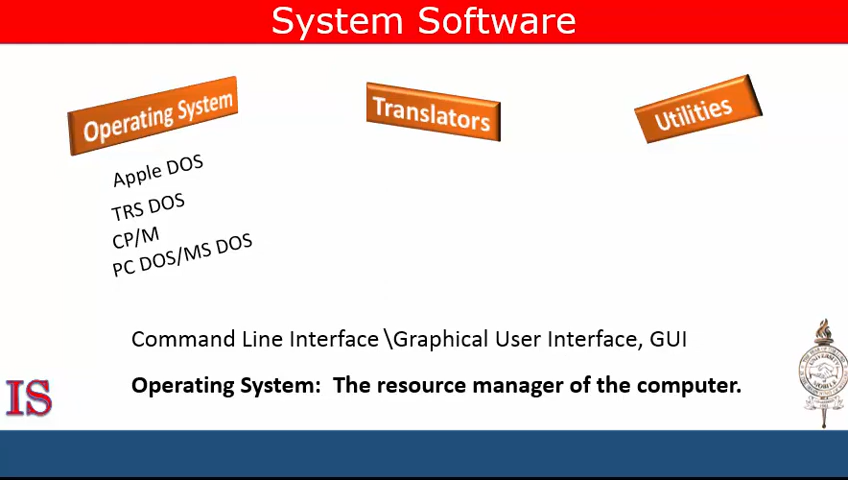 System Software
Operating System
Translators
Utilities
Apple DOS
TRS DOS
CP/M
PC DOS/MS DOS
Command Line Interface \Graphical User Interface, GUI
Operating System: The resource manager of the computer.
IS